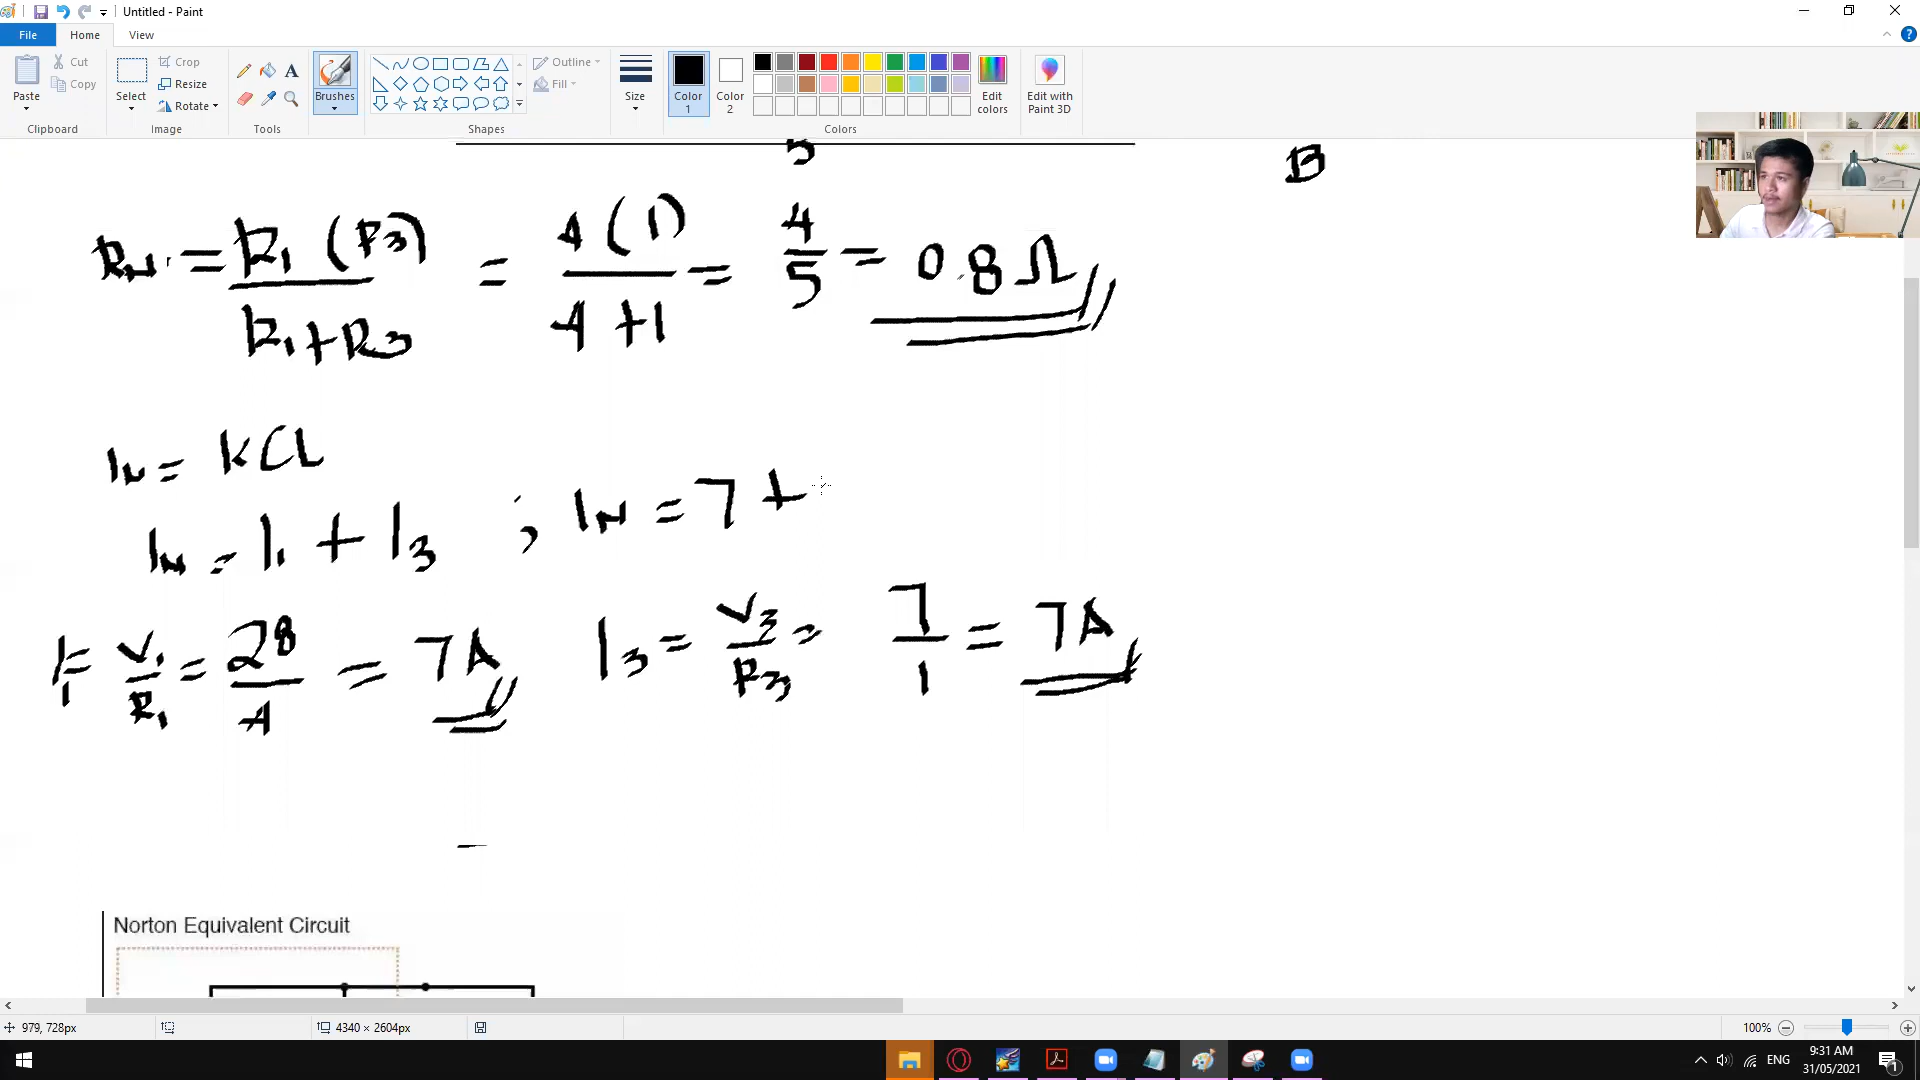 Untitled - Paint
File Home View
Cut
Copy
Paste
Clipboard
Crop
Resize
Rotate
Select
Image
Tools
Brushes
Shapes
Outline
Fill
Size
Color 1
Color 2
Edit colors
Edit with Paint 3D
Colors
5
B
RN = R1 (R3) / R1+R3 = 4(1) / 4+1 = 4/5 = 0.8 Ω
IN = KCL
IN = I1 + I3 ; IN = 7 +
I1 = V1/R1 = 28/4 = 7A
I3 = V3/R3 = 7/1 = 7A
Norton Equivalent Circuit
979, 728px
4340 × 2604px
100%
ENG
9:31 AM
31/05/2021
1